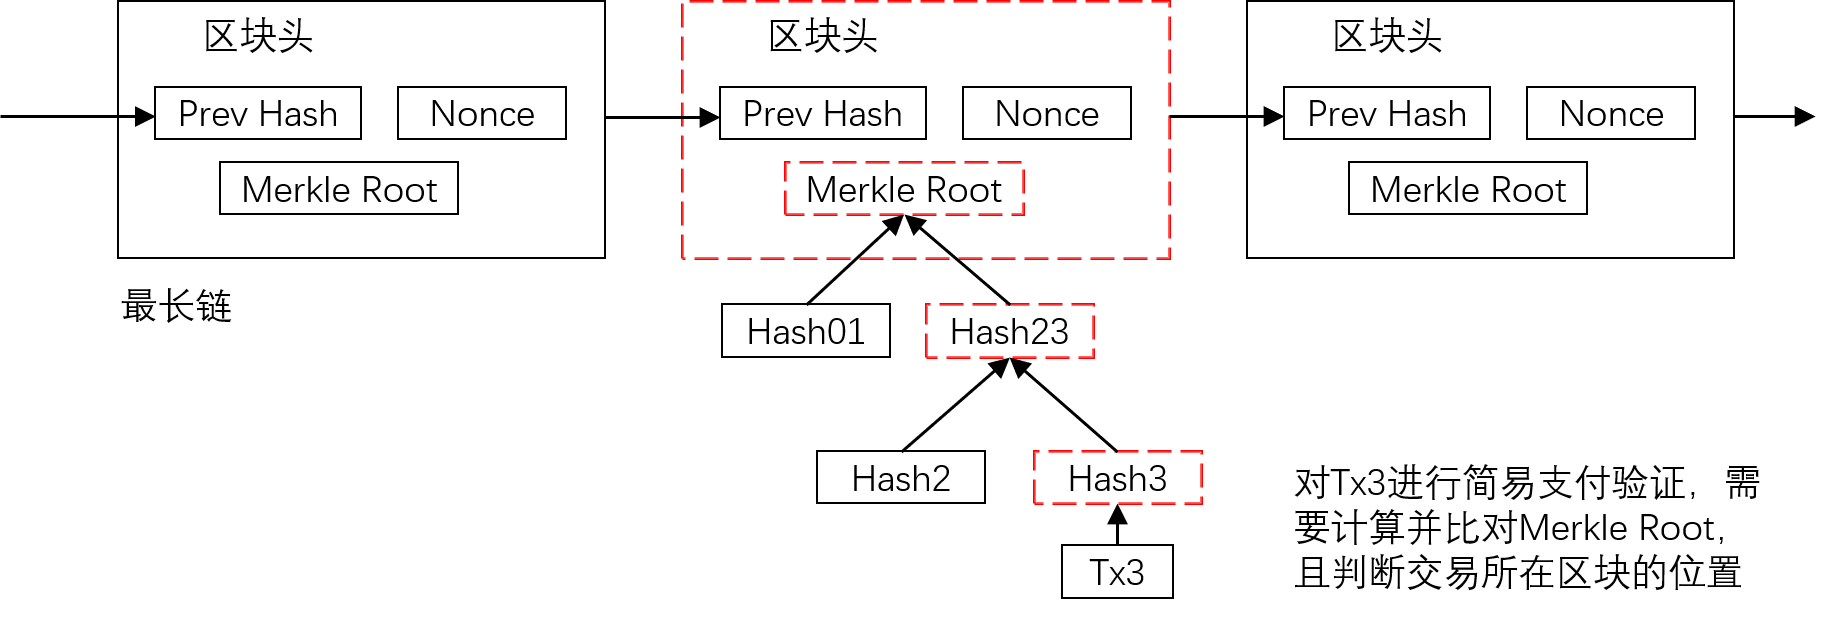 区块头
区块头
区块头
Prev Hash
Nonce
Prev Hash
Nonce
Prev Hash
Nonce
Merkle Root
Merkle Root
Merkle Root
最长链
Hash01
Hash23
Hash2
Hash3
Tx3
对Tx3进行简易支付验证，需
要计算并比对Merkle Root，
且判断交易所在区块的位置